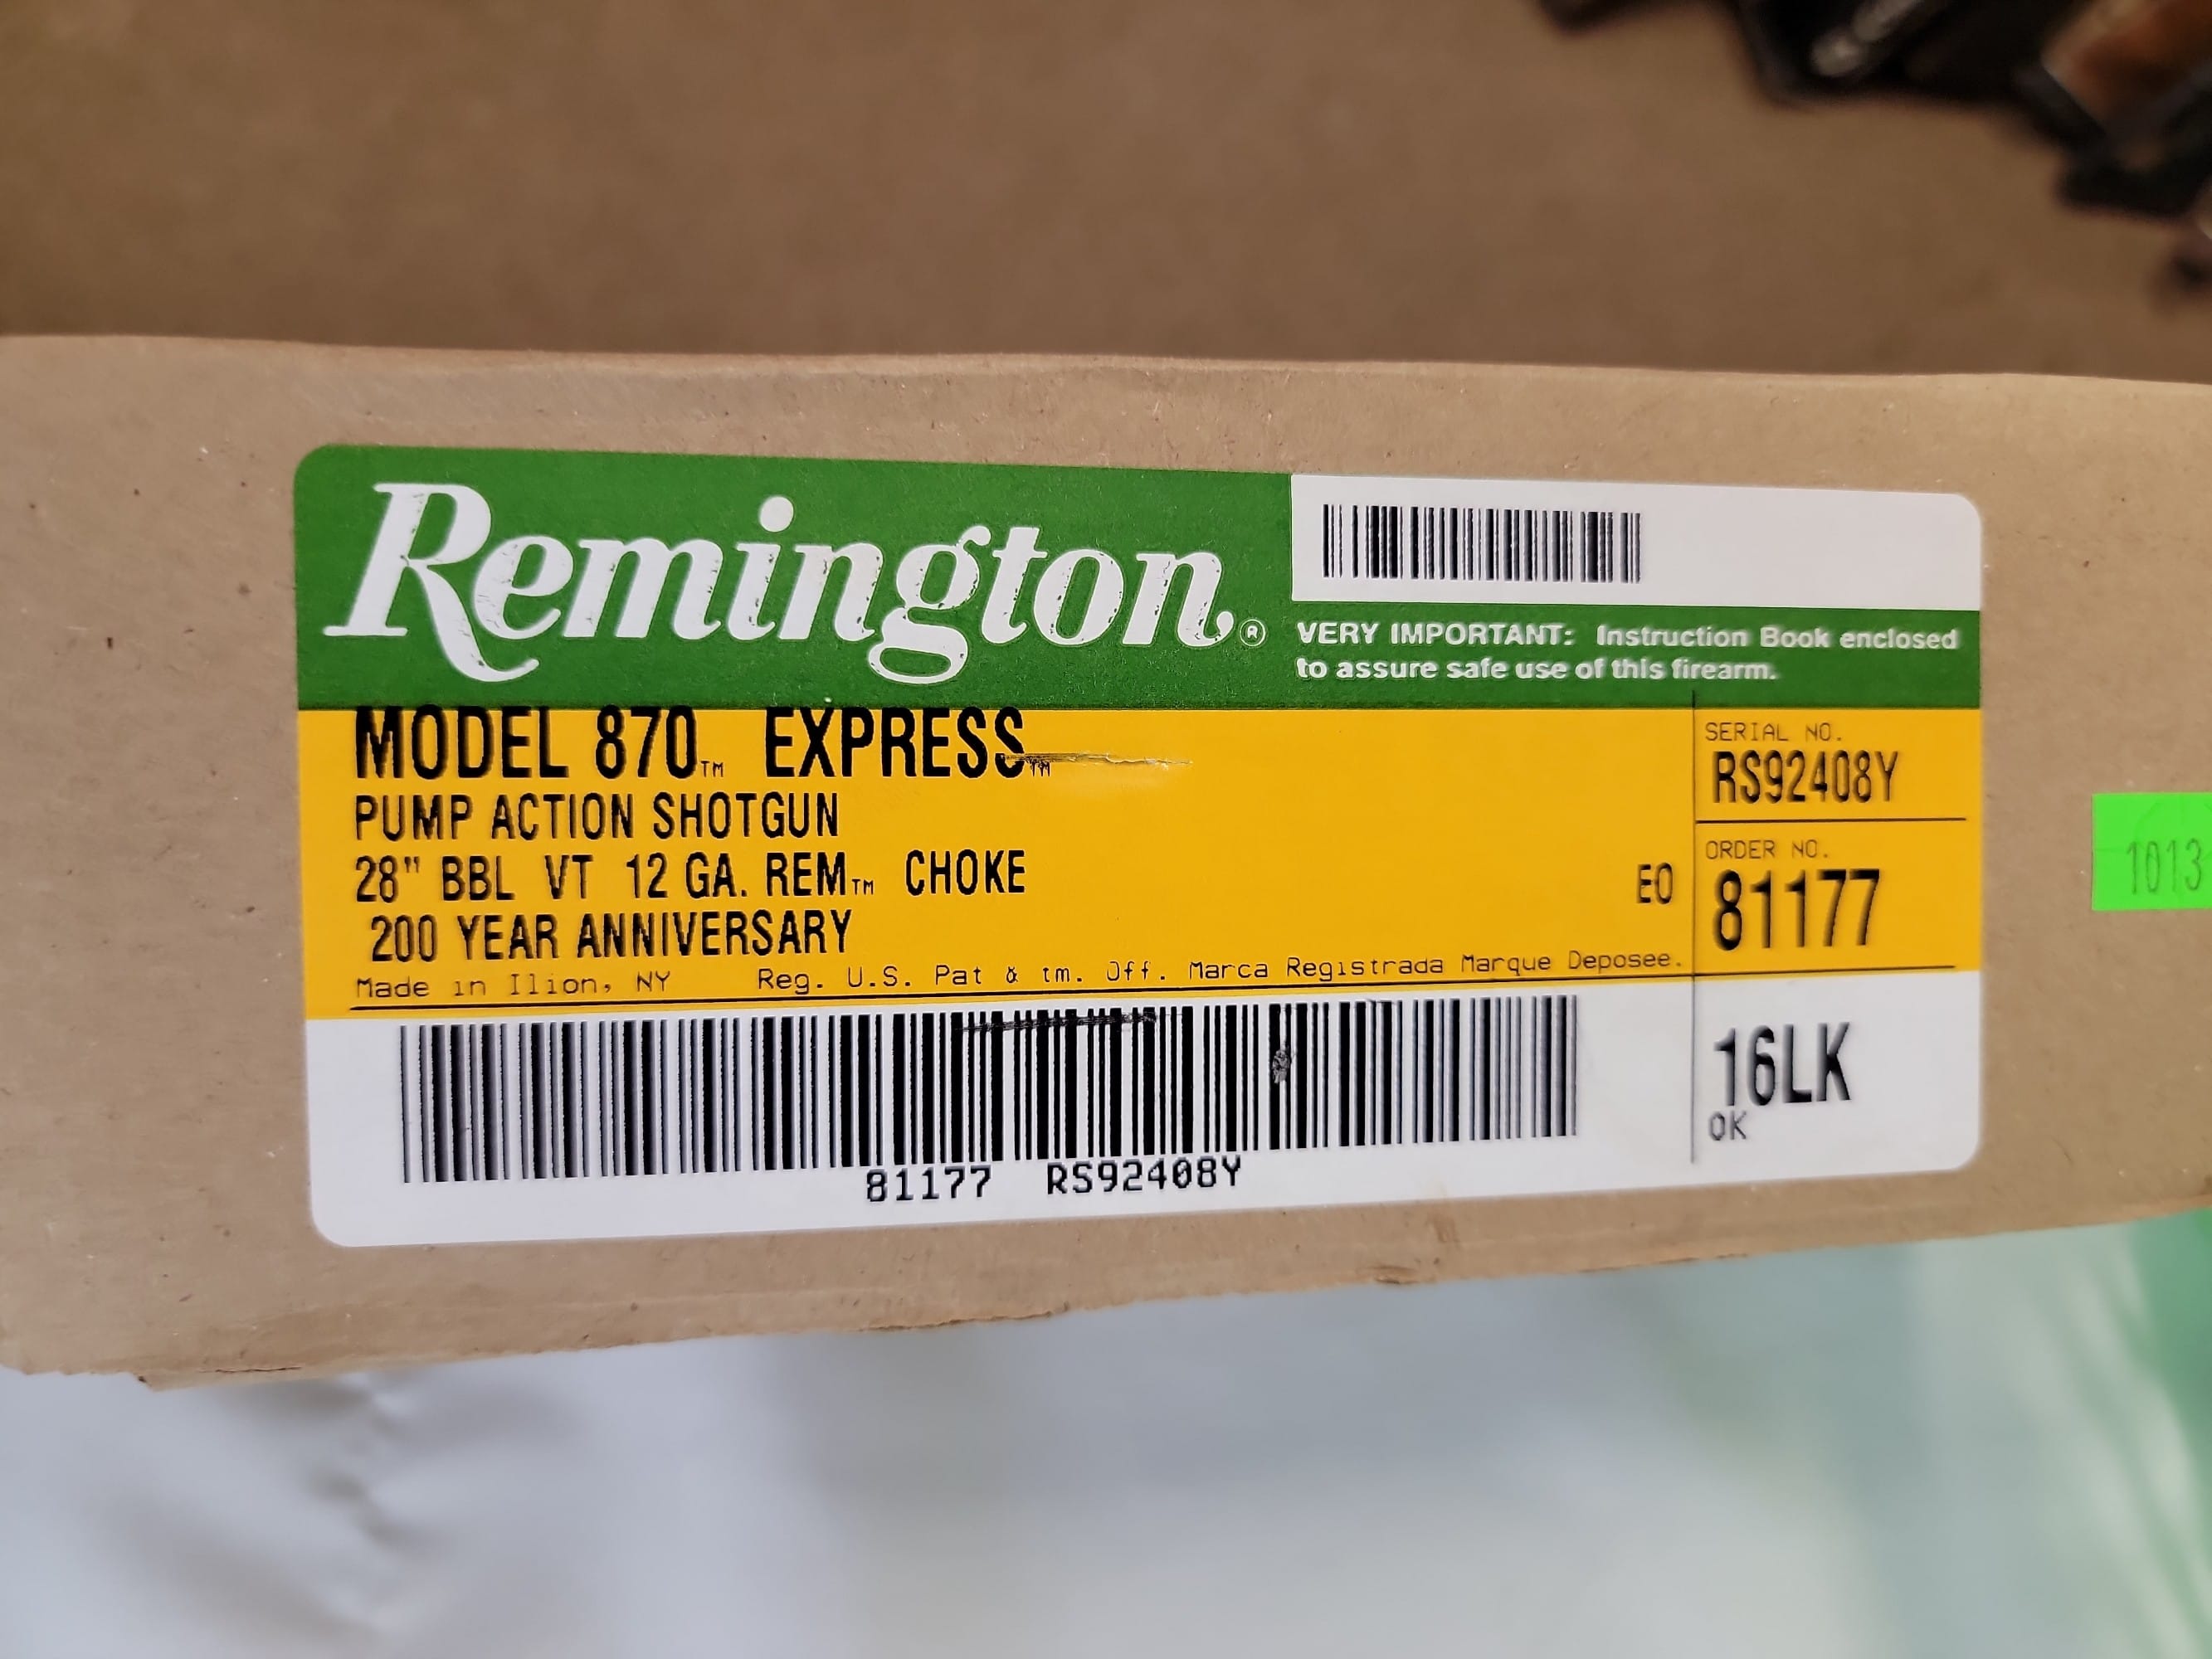 Remington®
VERY IMPORTANT: Instruction Book enclosed
to assure safe use of this firearm.
MODEL 870™ EXPRESS™
PUMP ACTION SHOTGUN
28" BBL VT 12 GA. REM™ CHOKE
200 YEAR ANNIVERSARY
EO
Made in Ilion, NY Reg. U.S. Pat & tm. Off. Marca Registrada Marque Deposee.
SERIAL NO.
RS92408Y
ORDER NO.
81177
16LK
OK
81177 RS92408Y
1013